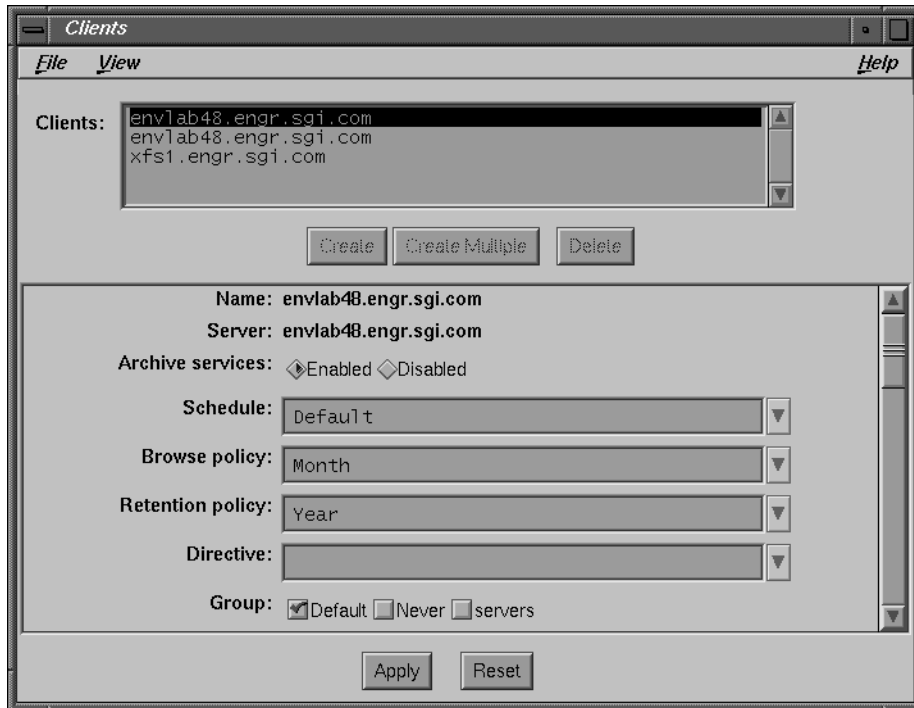 Clients
File View Help
Clients: envlab48.engr.sgi.com
envlab48.engr.sgi.com
xfs1.engr.sgi.com
Create Create Multiple Delete
Name: envlab48.engr.sgi.com
Server: envlab48.engr.sgi.com
Archive services: Enabled Disabled
Schedule: Default
Browse policy: Month
Retention policy: Year
Directive:
Group: Default Never servers
Apply Reset